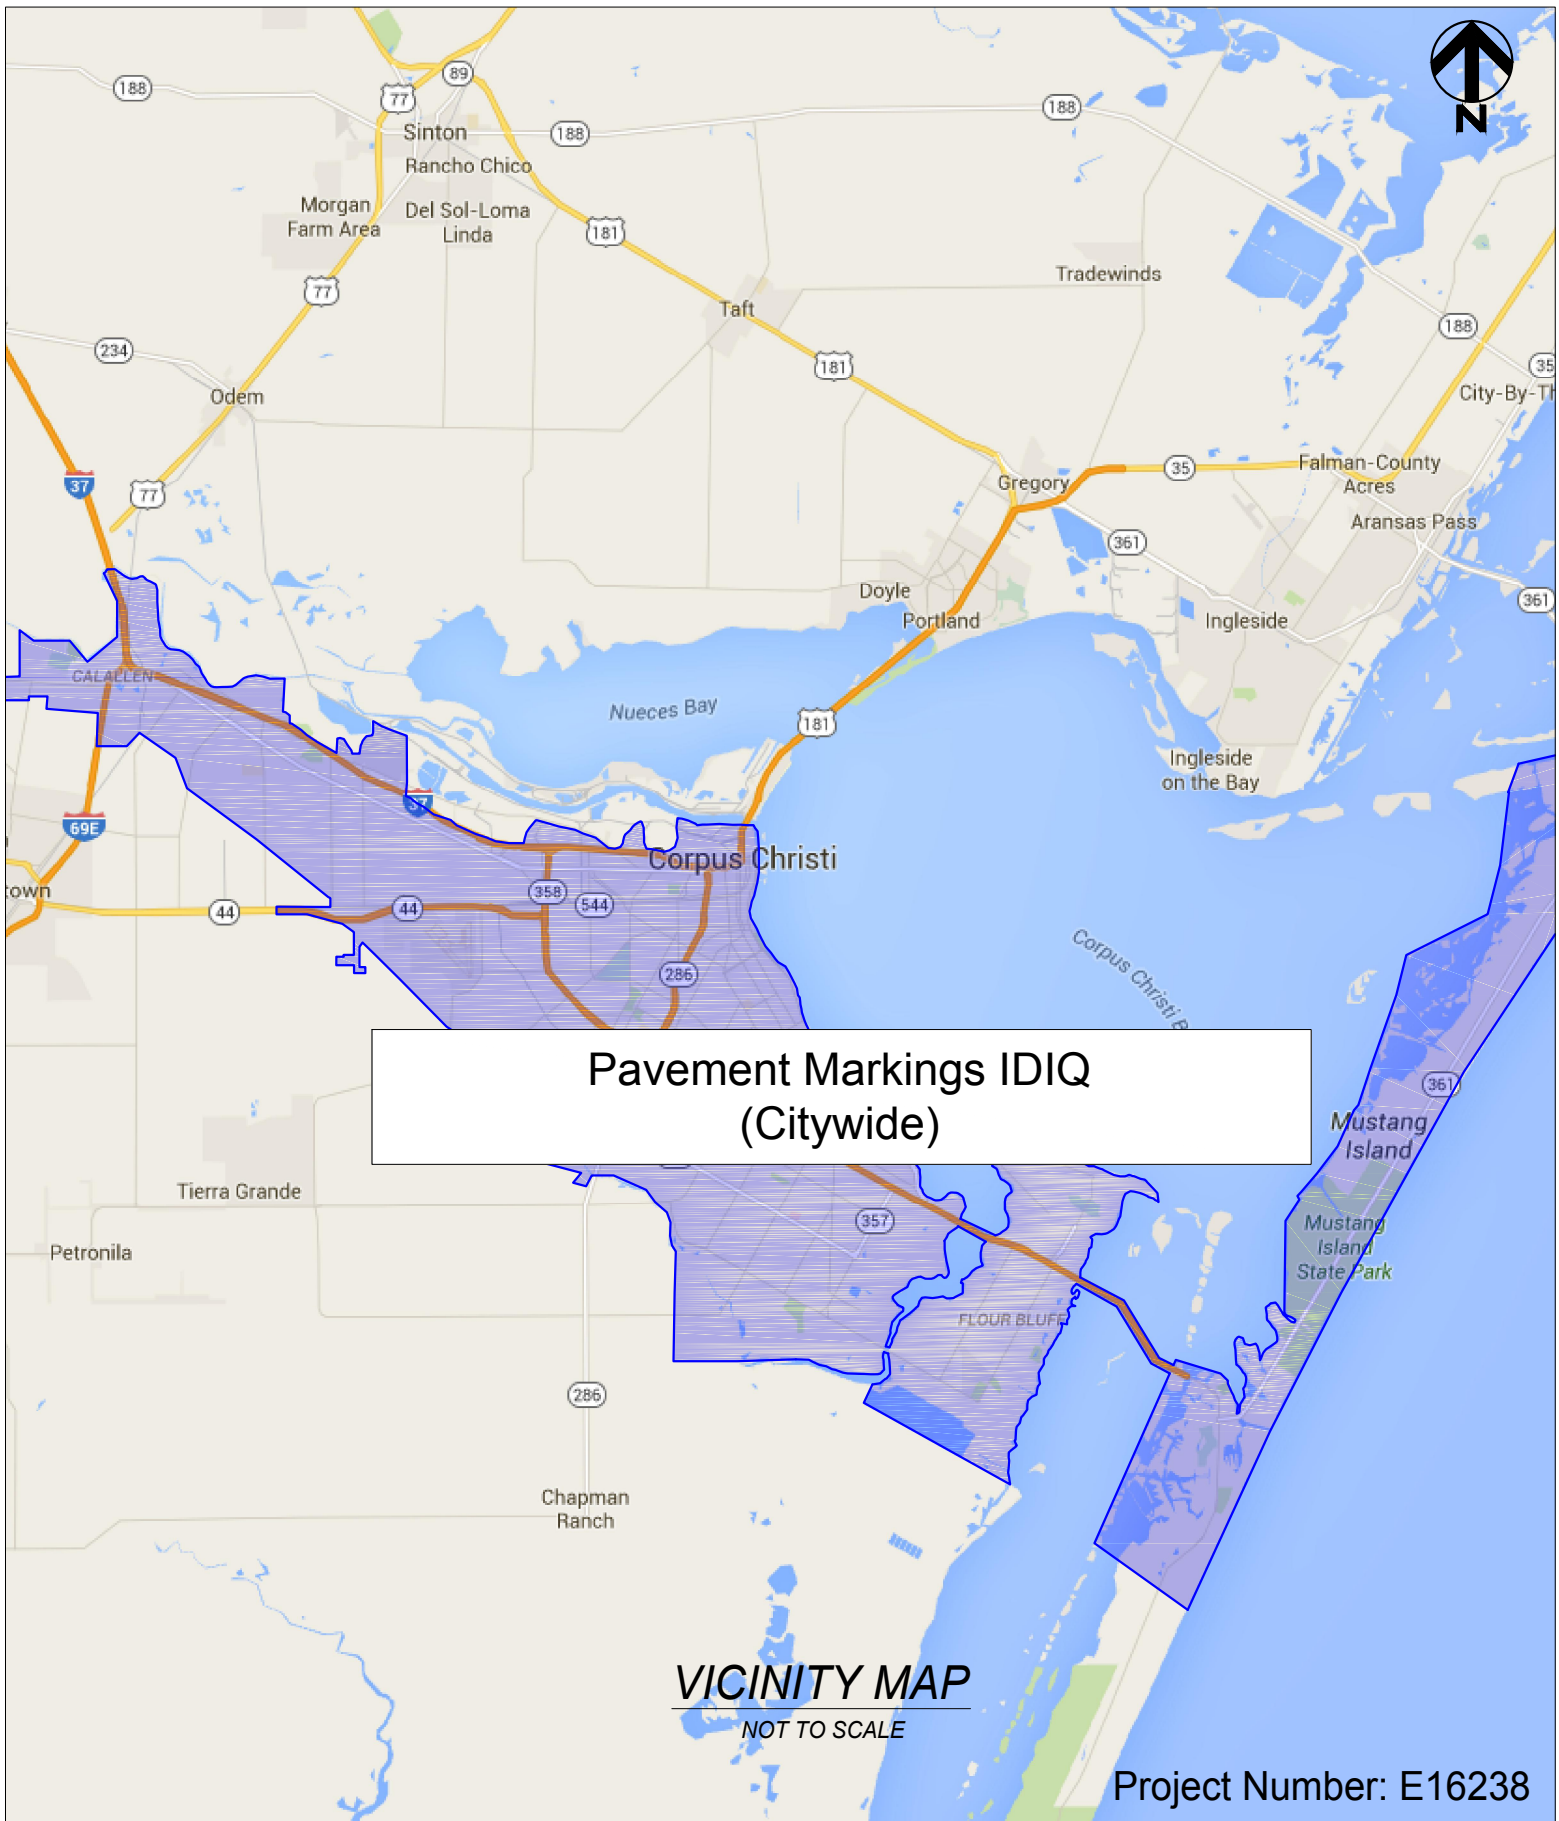 N
188
89
77
Sinton
188
188
Rancho Chico
Morgan
Farm Area
Del Sol-Loma
Linda
181
77
Tradewinds
Taft
188
234
181
35
Odem
City-By-Th
37
77
Gregory
35
Falman-County
Acres
Aransas Pass
361
Doyle
Portland
Ingleside
361
CALALLEN
Nueces Bay
181
Ingleside
on the Bay
37
69E
Corpus Christi
town
44
44
358
544
286
Corpus Christi B
Pavement Markings IDIQ
(Citywide)
361
Mustang
Island
Tierra Grande
357
Petronila
Mustang
Island
State Park
FLOUR BLUFF
286
Chapman
Ranch
VICINITY MAP
NOT TO SCALE
Project Number: E16238